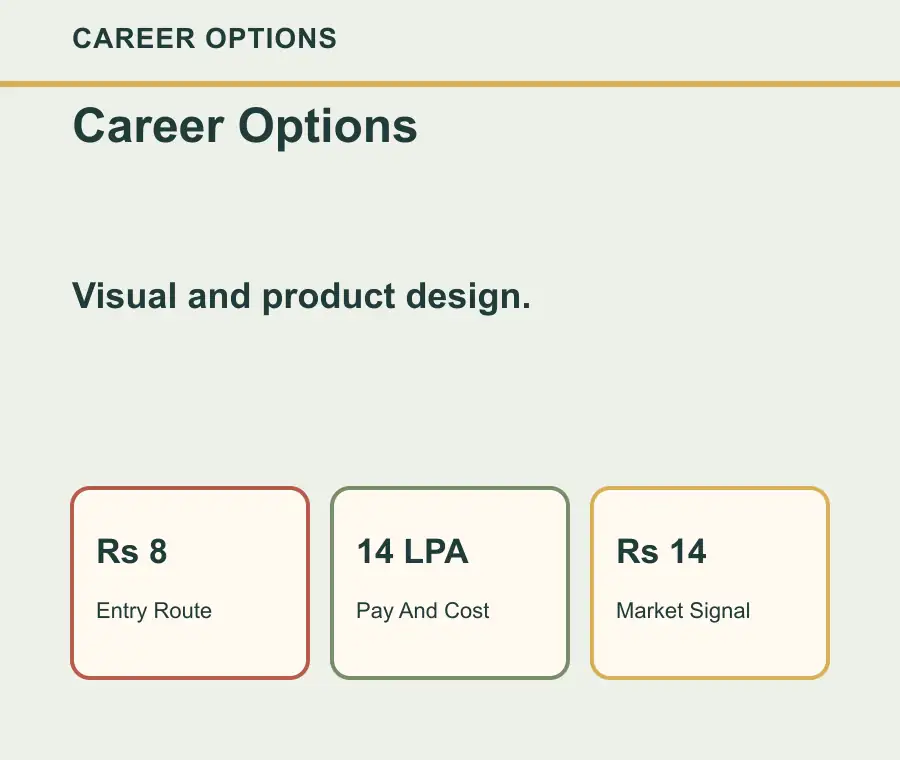 CAREER OPTIONS
Career Options
Visual and product design.
Rs 8
Entry Route
14 LPA
Pay And Cost
Rs 14
Market Signal